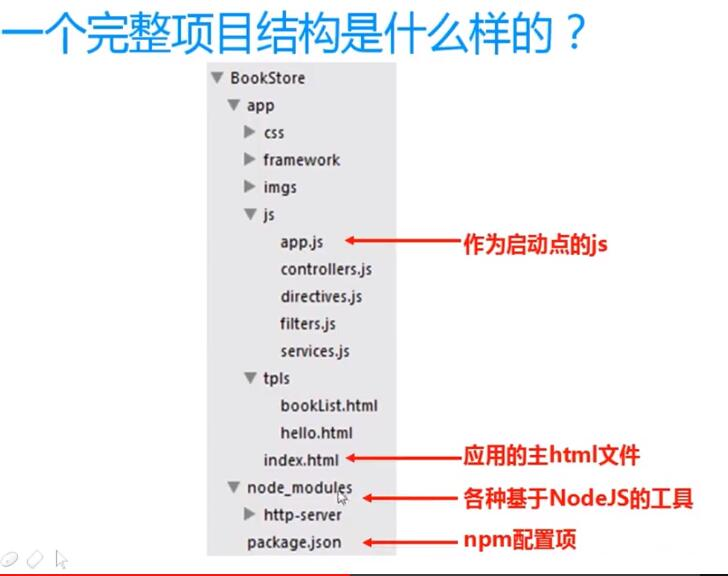 一个完整项目结构是什么样的？
BookStore
app
css
framework
imgs
js
app.js
作为启动点的js
controllers.js
directives.js
filters.js
services.js
tpls
bookList.html
hello.html
index.html
应用的主html文件
node_modules
各种基于NodeJS的工具
http-server
package.json
npm配置项